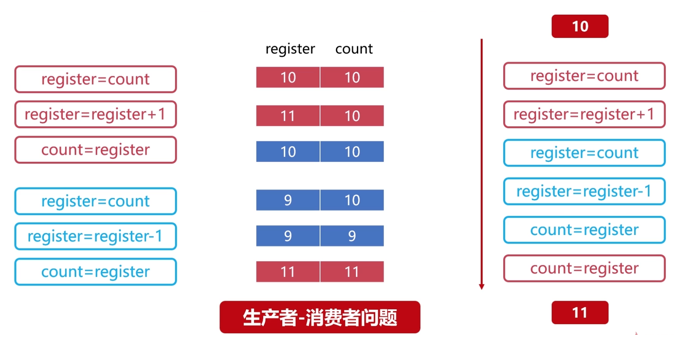 register count
10
register=count
register=register+1
count=register
register=count
register=register-1
count=register
10 10
11 10
10 10
9 10
9 9
11 11
register=count
register=register+1
register=count
register=register-1
count=register
count=register
生产者-消费者问题
11